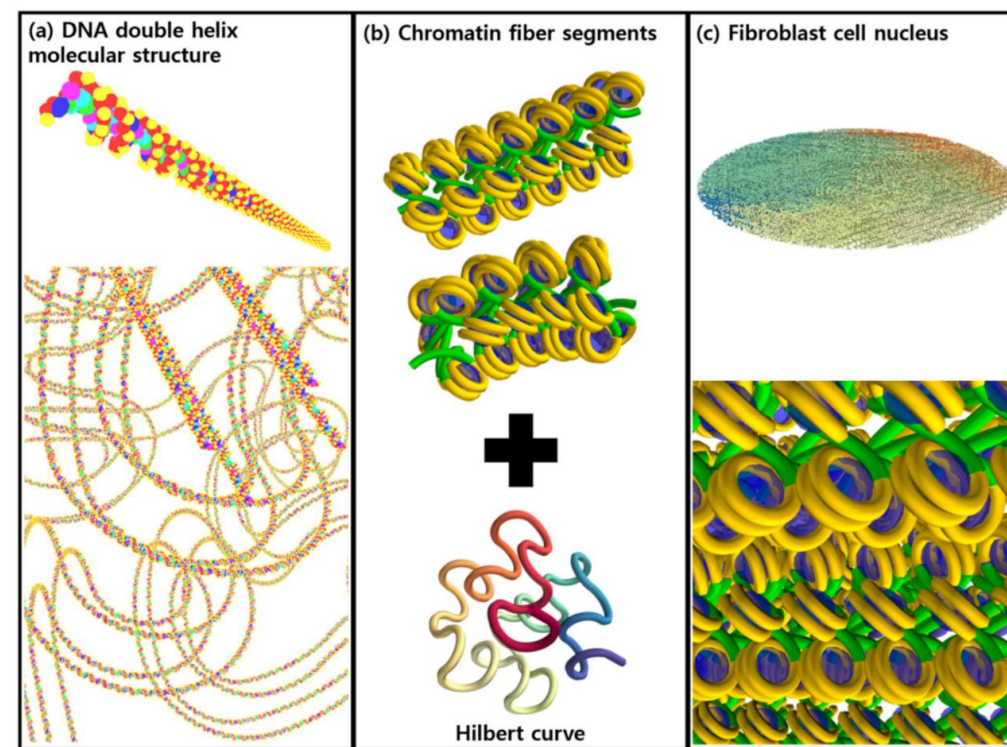 (a) DNA double helix
molecular structure
(b) Chromatin fiber segments
Hilbert curve
(c) Fibroblast cell nucleus